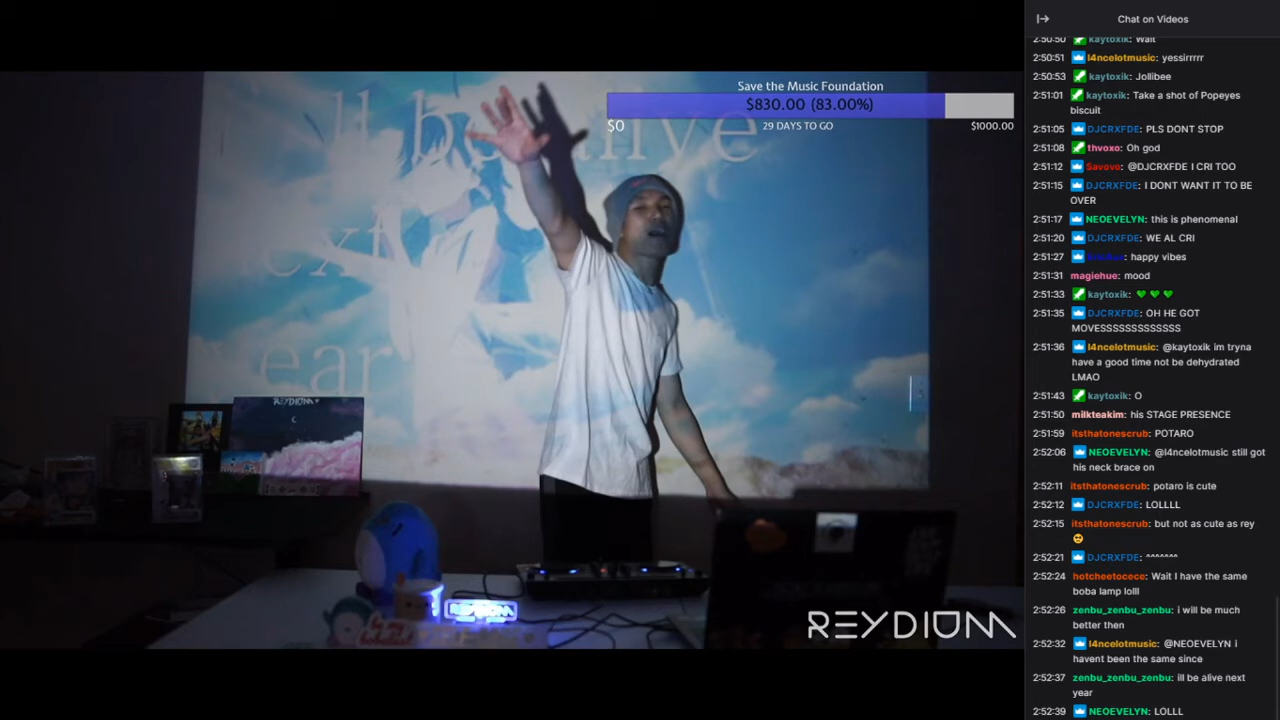 Save the Music Foundation
$830.00 (83.00%)
$0
29 DAYS TO GO
$1000.00
ll be alive
next
year
REYDIUM
REYDIUM
REYDIUM
Chat on Videos
2:50:50 kaytoxik: Wait
2:50:51 l4ncelotmusic: yessirrrrr
2:50:53 kaytoxik: Jollibee
2:51:01 kaytoxik: Take a shot of Popeyes
biscuit
2:51:05 DJCRXFDE: PLS DONT STOP
2:51:08 thvoxo: Oh god
2:51:12 Savovo: @DJCRXFDE I CRI TOO
2:51:15 DJCRXFDE: I DONT WANT IT TO BE
OVER
2:51:17 NEOEVELYN: this is phenomenal
2:51:20 DJCRXFDE: WE AL CRI
2:51:27 happy vibes
2:51:31 magiehue: mood
2:51:33 kaytoxik: 💚 💚 💚
2:51:35 DJCRXFDE: OH HE GOT
MOVESSSSSSSSSSSSS
2:51:36 l4ncelotmusic: @kaytoxik im tryna
have a good time not be dehydrated
LMAO
2:51:43 kaytoxik: O
2:51:50 milkteakim: his STAGE PRESENCE
2:51:59 itsthatonescrub: POTARO
2:52:06 NEOEVELYN: @l4ncelotmusic still got
his neck brace on
2:52:11 itsthatonescrub: potaro is cute
2:52:12 DJCRXFDE: LOLLLL
2:52:15 itsthatonescrub: but not as cute as rey
2:52:21 DJCRXFDE: ^^^^^^^
2:52:24 hotcheetocece: Wait I have the same
boba lamp lolll
2:52:26 zenbu_zenbu_zenbu: i will be much
better then
2:52:32 l4ncelotmusic: @NEOEVELYN i
havent been the same since
2:52:37 zenbu_zenbu_zenbu: ill be alive next
year
2:52:39 NEOEVELYN: LOLLL